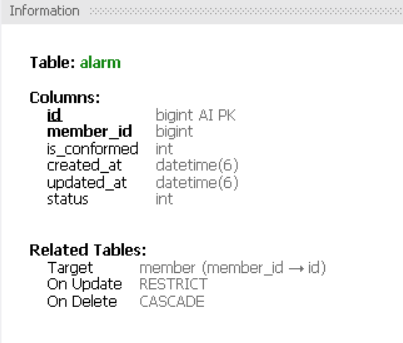 Information
Table: alarm
Columns:
id bigint AI PK
member_id bigint
is_conformed int
created_at datetime(6)
updated_at datetime(6)
status int
Related Tables:
Target member (member_id → id)
On Update RESTRICT
On Delete CASCADE